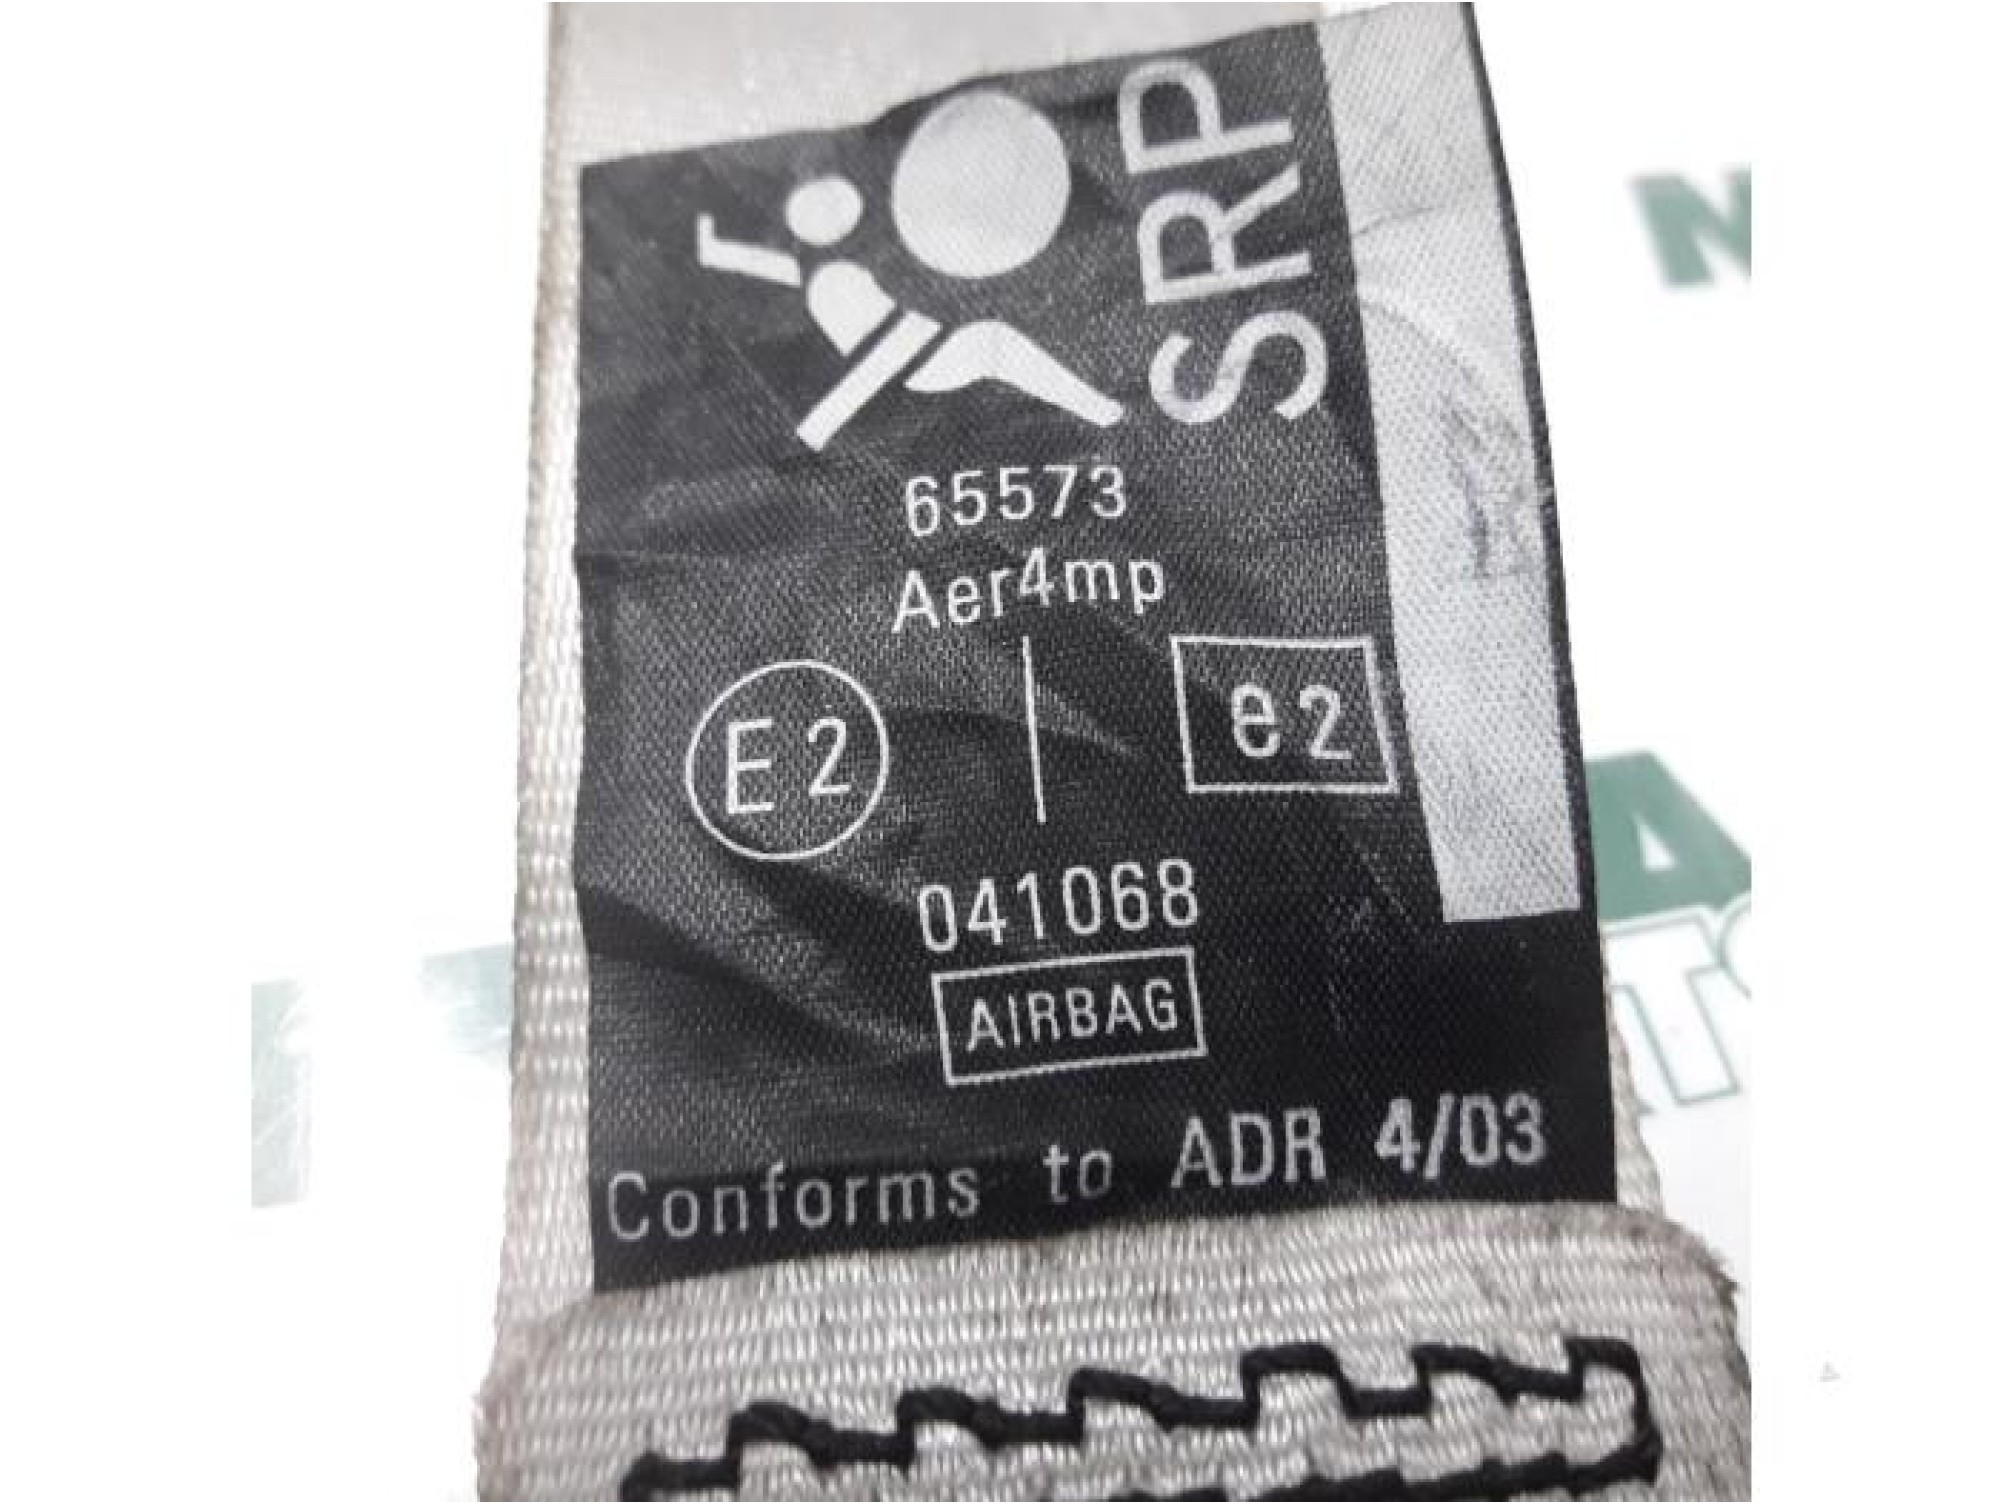 SRP
65573
Aer4mp
E2
e2
041068
AIRBAG
Conforms to ADR 4/03